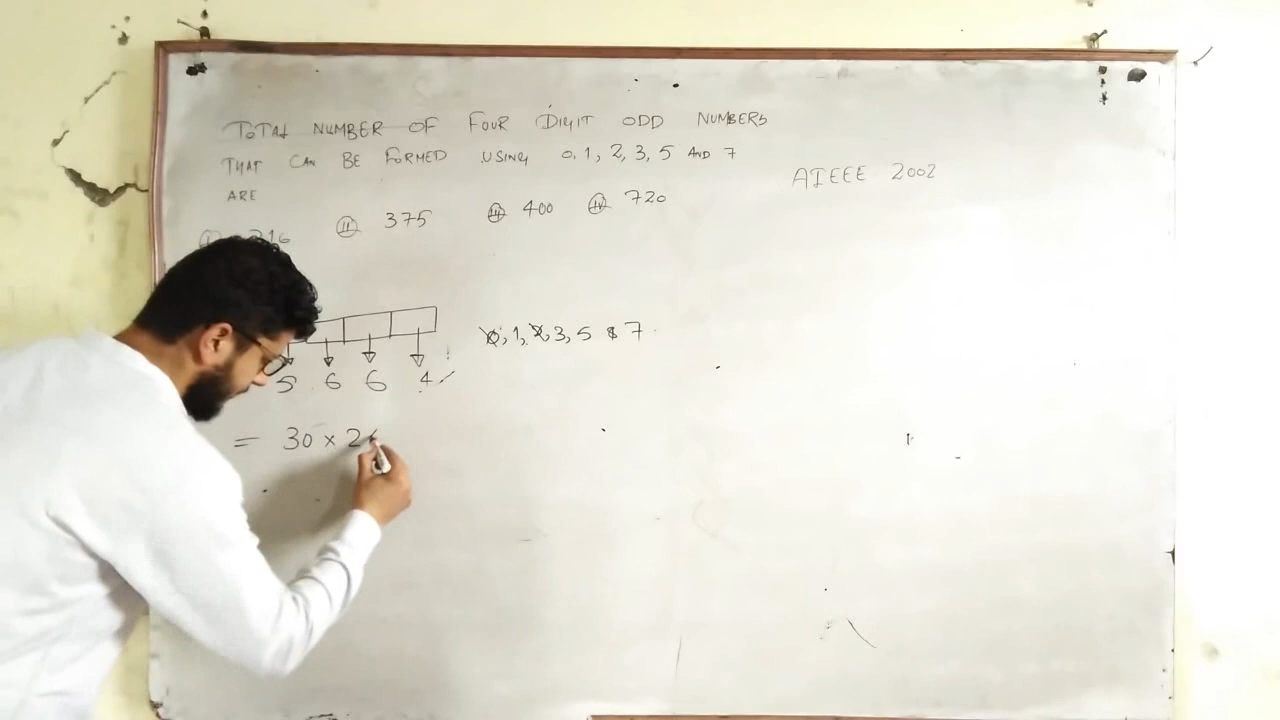 TOTAL NUMBER OF FOUR DIGIT ODD NUMBERS
THAT CAN BE FORMED USING 0, 1, 2, 3, 5 AND 7
ARE
AIEEE 2002
II 375 III 400 IV 720
0, 1, 2, 3, 5 & 7
5 6 6 4
= 30 × 2